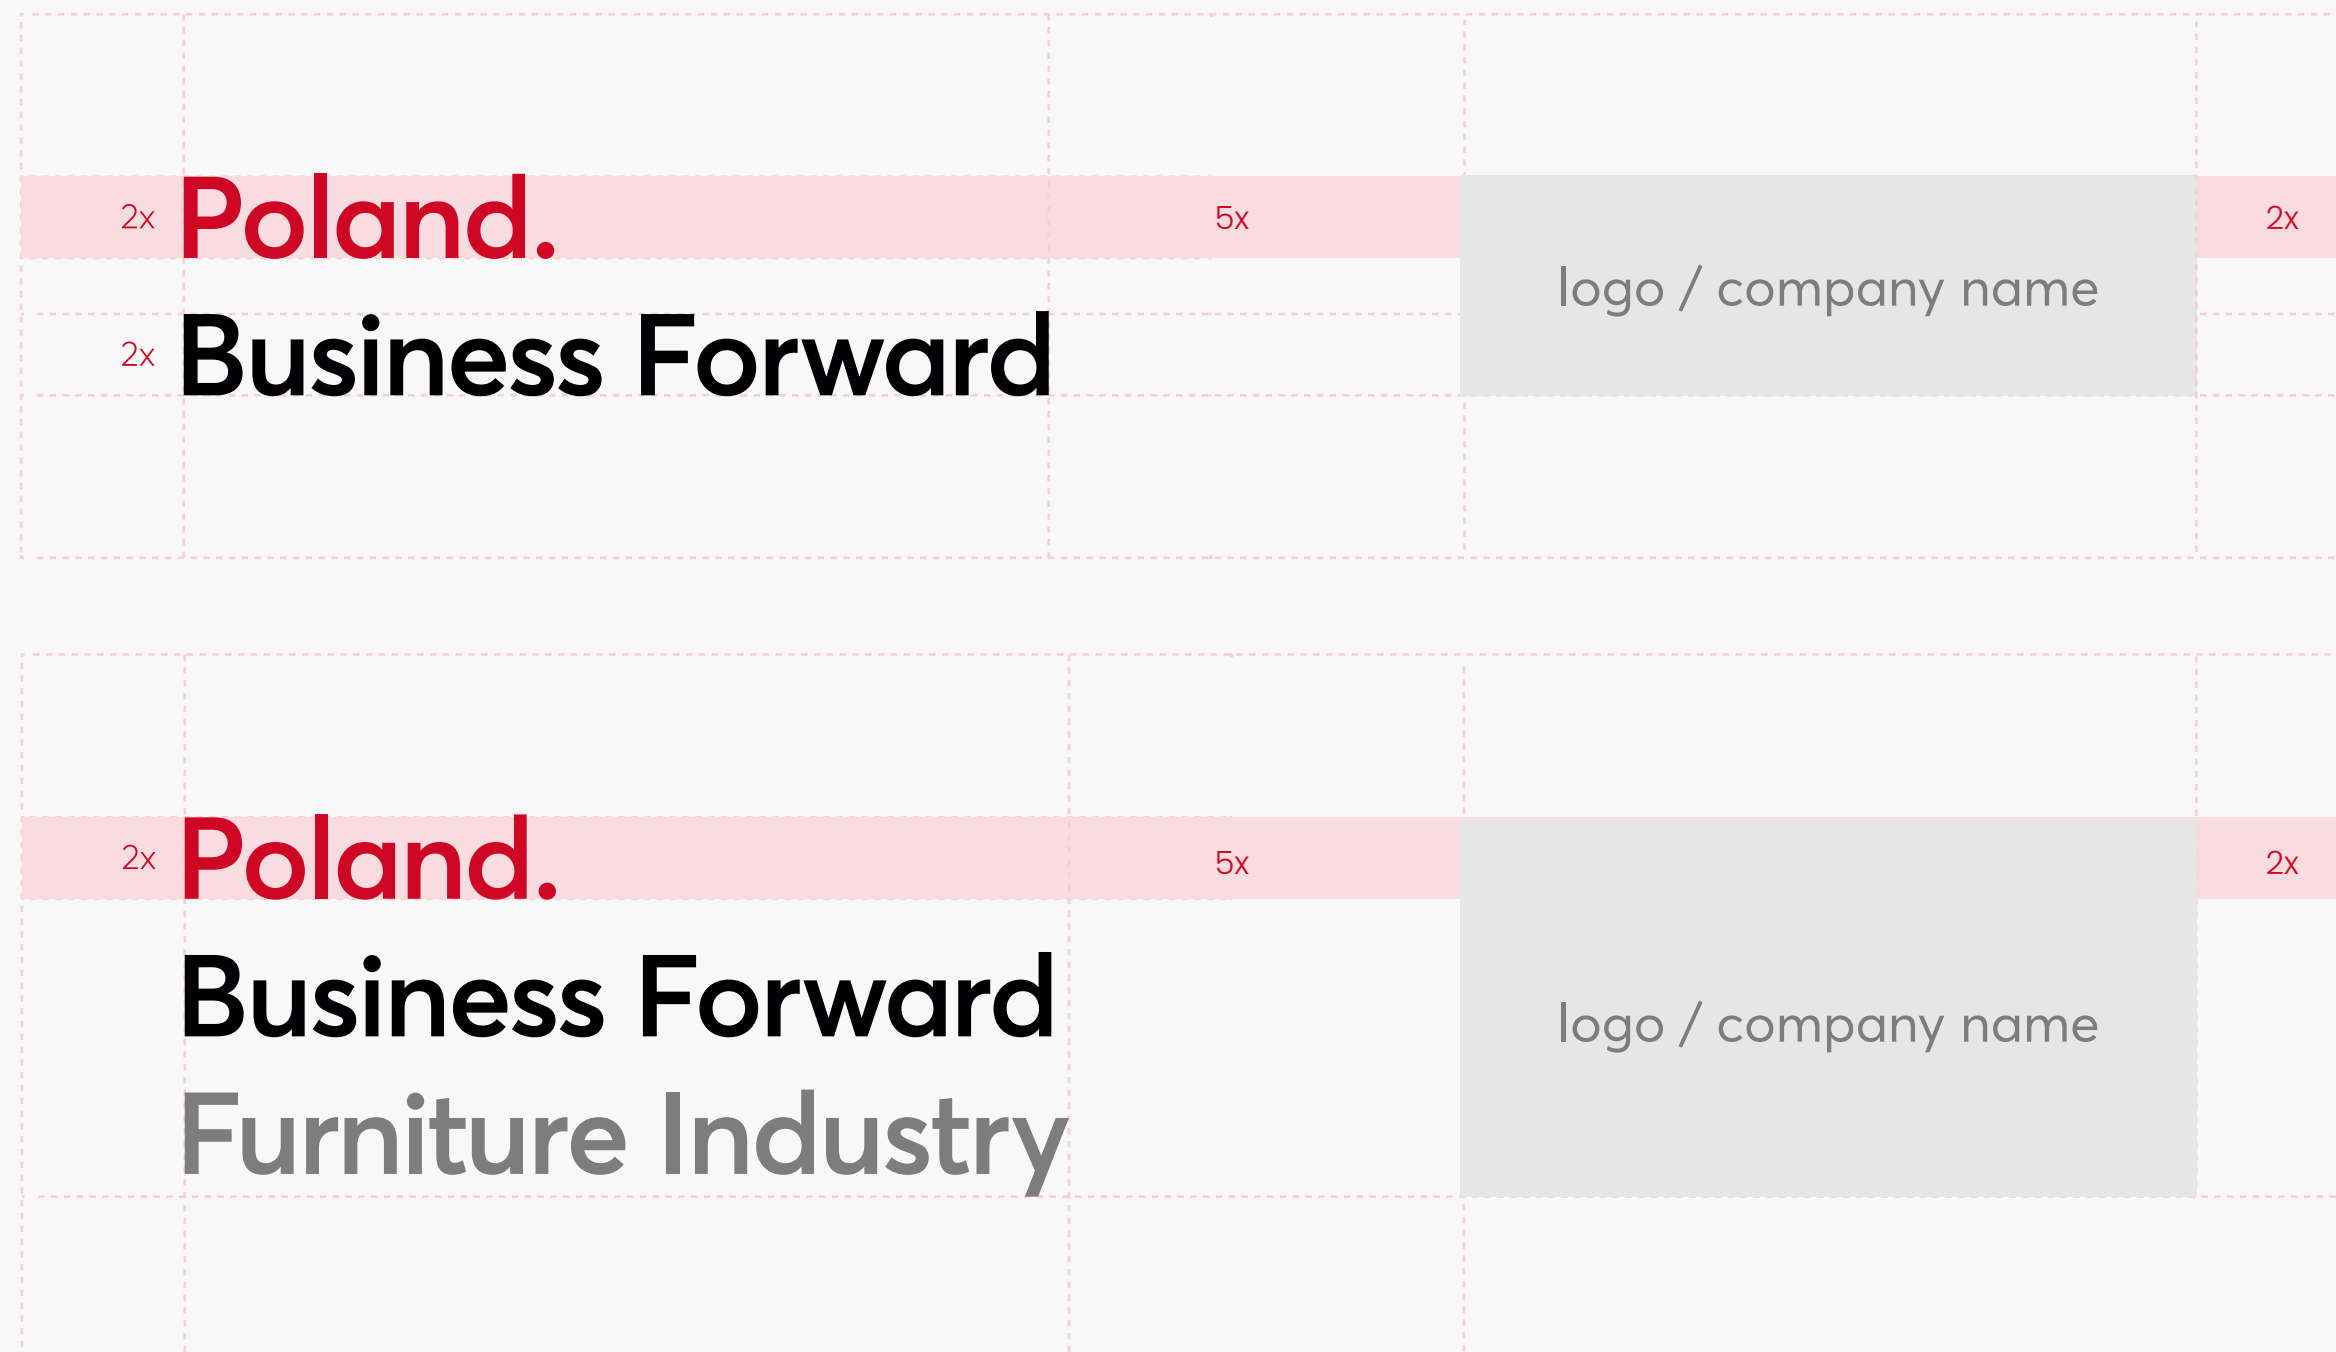 2x Poland. 5x 2x
logo / company name
2x Business Forward
2x Poland. 5x 2x
Business Forward
logo / company name
Furniture Industry